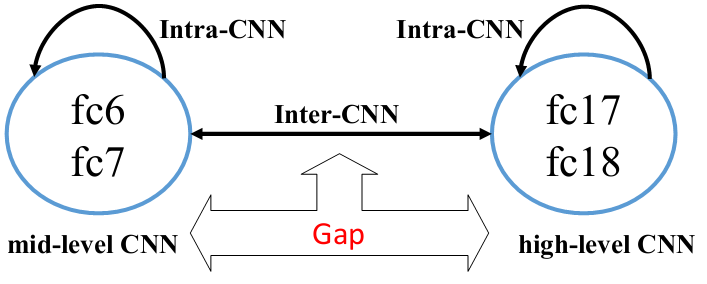 Intra-CNN
Intra-CNN
fc6
fc7
Inter-CNN
fc17
fc18
mid-level CNN
Gap
high-level CNN